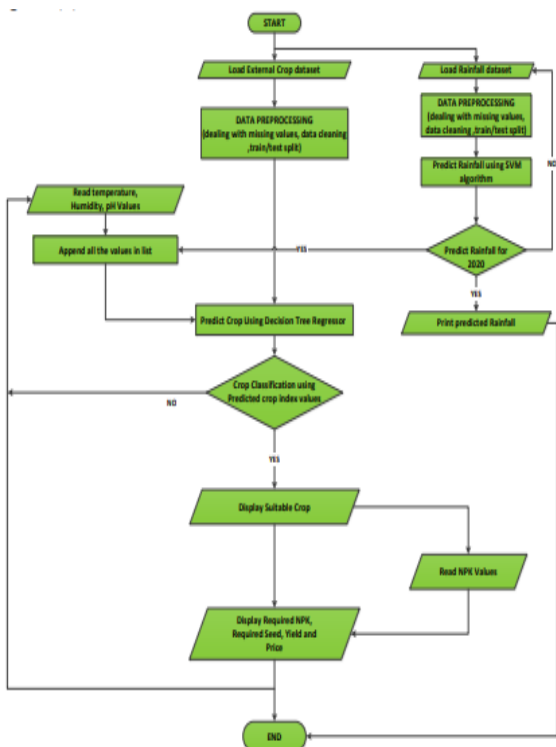 START
Load External Crop dataset
Load Rainfall dataset
DATA PREPROCESSING
(dealing with missing values, data cleaning
,train/test split)
DATA PREPROCESSING
(dealing with missing values,
data cleaning ,train/test split)
NO
Predict Rainfall using SVM
algorithm
Read temperature,
Humidity, pH Values
Append all the values in list
YES
Predict Rainfall for
2020
YES
Predict Crop Using Decision Tree Regressor
Print predicted Rainfall
Crop Classification using
Predicted crop index values
NO
YES
Display Suitable Crop
Read NPK Values
Display Required NPK,
Required Seed, Yield and
Price
END